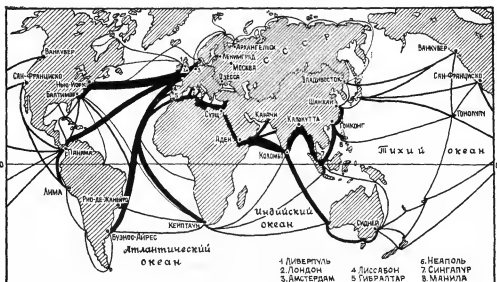 ВАНКУВЕР
АРХАНГЕЛЬСК
С С С Р
ВАНКУВЕР
ЛЕНИНГРАД
МОСКВА
САН-ФРАНЦИСКО
НЬЮ-ЙОРК
ОДЕССА
ВЛАДИВОСТОК
САН-ФРАНЦИСКО
БАЛТИМОР
ШАНХАЙ
СУЭЦ
КАРАЧИ
КАЛЬКУТТА
ГОНКОНГ
ГОНОЛУЛУ
ПАНАМА
АДЕН
КОЛОМБО
Тихий океан
0
0
ЛИМА
РИО-ДЕ-ЖАНЕЙРО
Индийский
океан
КЕЙПТАУН
СИДНЕЙ
БУЭНОС-АЙРЕС
Атлантический
океан
1 ЛИВЕРПУЛЬ
2. ЛОНДОН
3. АМСТЕРДАМ
4 ЛИССАБОН
5 ГИБРАЛТАР
6. НЕАПОЛЬ
7. СИНГАПУР
8. МАНИЛА